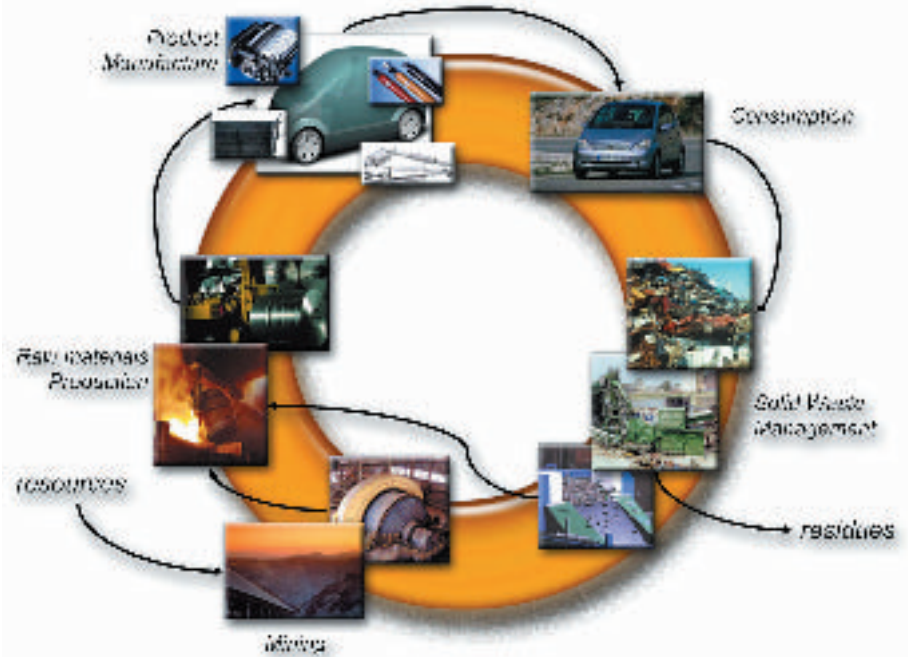 Product
Manufacture
Consumption
Raw materials
Production
Solid Waste
Management
resources
residues
Mining